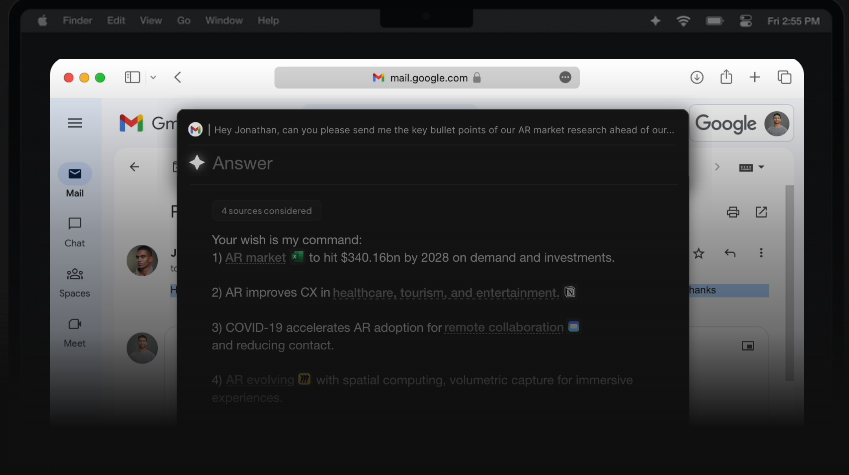 Finder Edit View Go Window Help
Fri 2:55 PM
mail.google.com
Gm
Hey Jonathan, can you please send me the key bullet points of our AR market research ahead of our...
Google
Answer
Mail
4 sources considered
Chat
Your wish is my command:
1) AR market to hit $340.16bn by 2028 on demand and investments.
to
Spaces
2) AR improves CX in healthcare, tourism, and entertainment.
hanks
3) COVID-19 accelerates AR adoption for remote collaboration
and reducing contact.
Meet
4) AR evolving with spatial computing, volumetric capture for immersive
experiences.